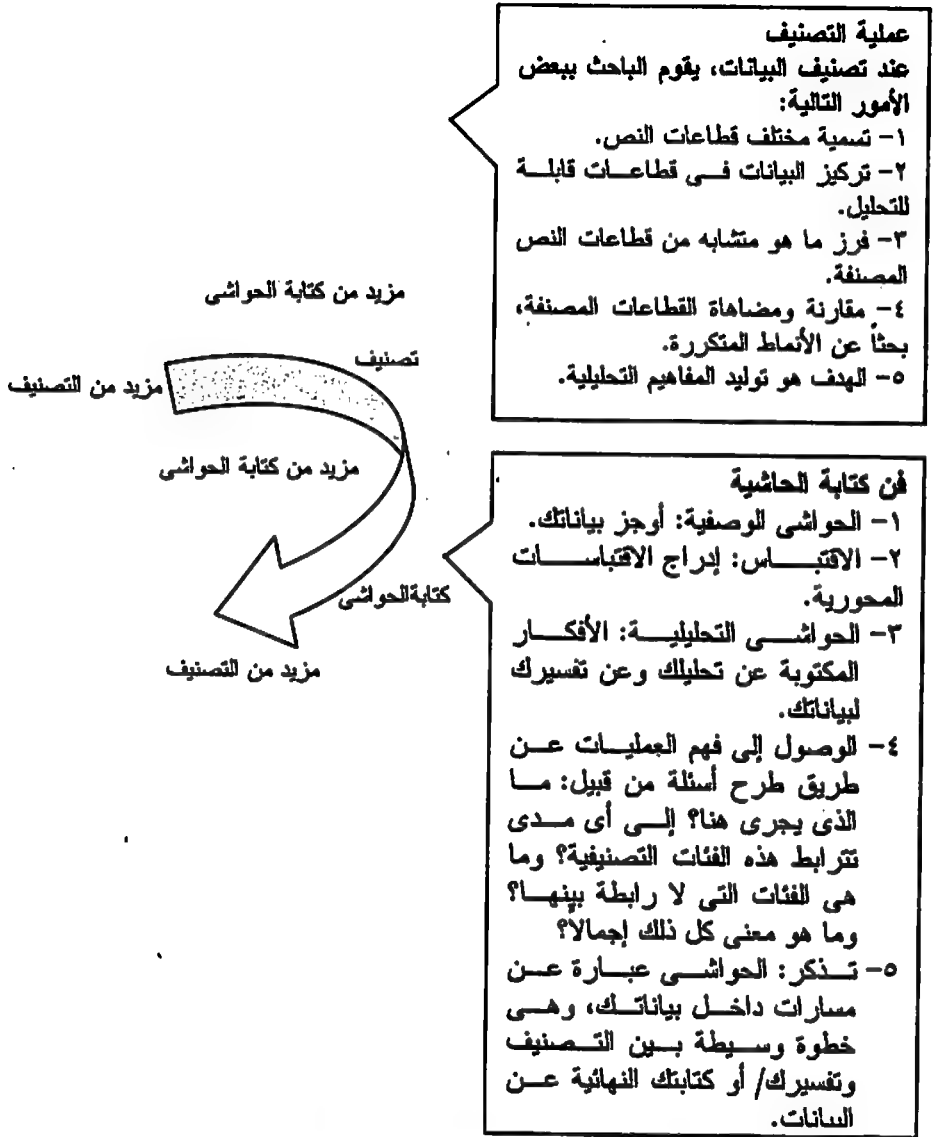 عملية التصنيف
عند تصنيف البيانات، يقوم الباحث ببعض
الأمور التالية:
١- تسمية مختلف قطاعات النص.
٢- تركيز البيانات فى قطاعات قابلة
للتحليل.
٣- فرز ما هو متشابه من قطاعات النص
المصنفة.
٤- مقارنة ومضاهاة القطاعات المصنفة،
بحثاً عن الأنماط المتكررة.
٥- الهدف هو توليد المفاهيم التحليلية.
مزيد من كتابة الحواشى
تصنيف
مزيد من التصنيف
مزيد من كتابة الحواشى
كتابةالحواشى
مزيد من التصنيف
فن كتابة الحاشية
١- الحواشى الوصفية: أوجز بياناتك.
٢- الاقتباس: إدراج الاقتباسات
المحورية.
٣- الحواشى التحليلية: الأفكار
المكتوبة عن تحليلك وعن تفسيرك
لبياناتك.
٤- الوصول إلى فهم العمليات عن
طريق طرح أسئلة من قبيل: ما
الذى يجرى هنا؟ إلى أى مدى
تترابط هذه الفئات التصنيفية؟ وما
هى الفئات التى لا رابطة بينها؟
وما هو معنى كل ذلك إجمالاً؟
٥- تذكر: الحواشى عبارة عن
مسارات داخل بياناتك، وهى
خطوة وسيطة بين التصنيف
وتفسيرك/ أو كتابتك النهائية عن
البيانات.